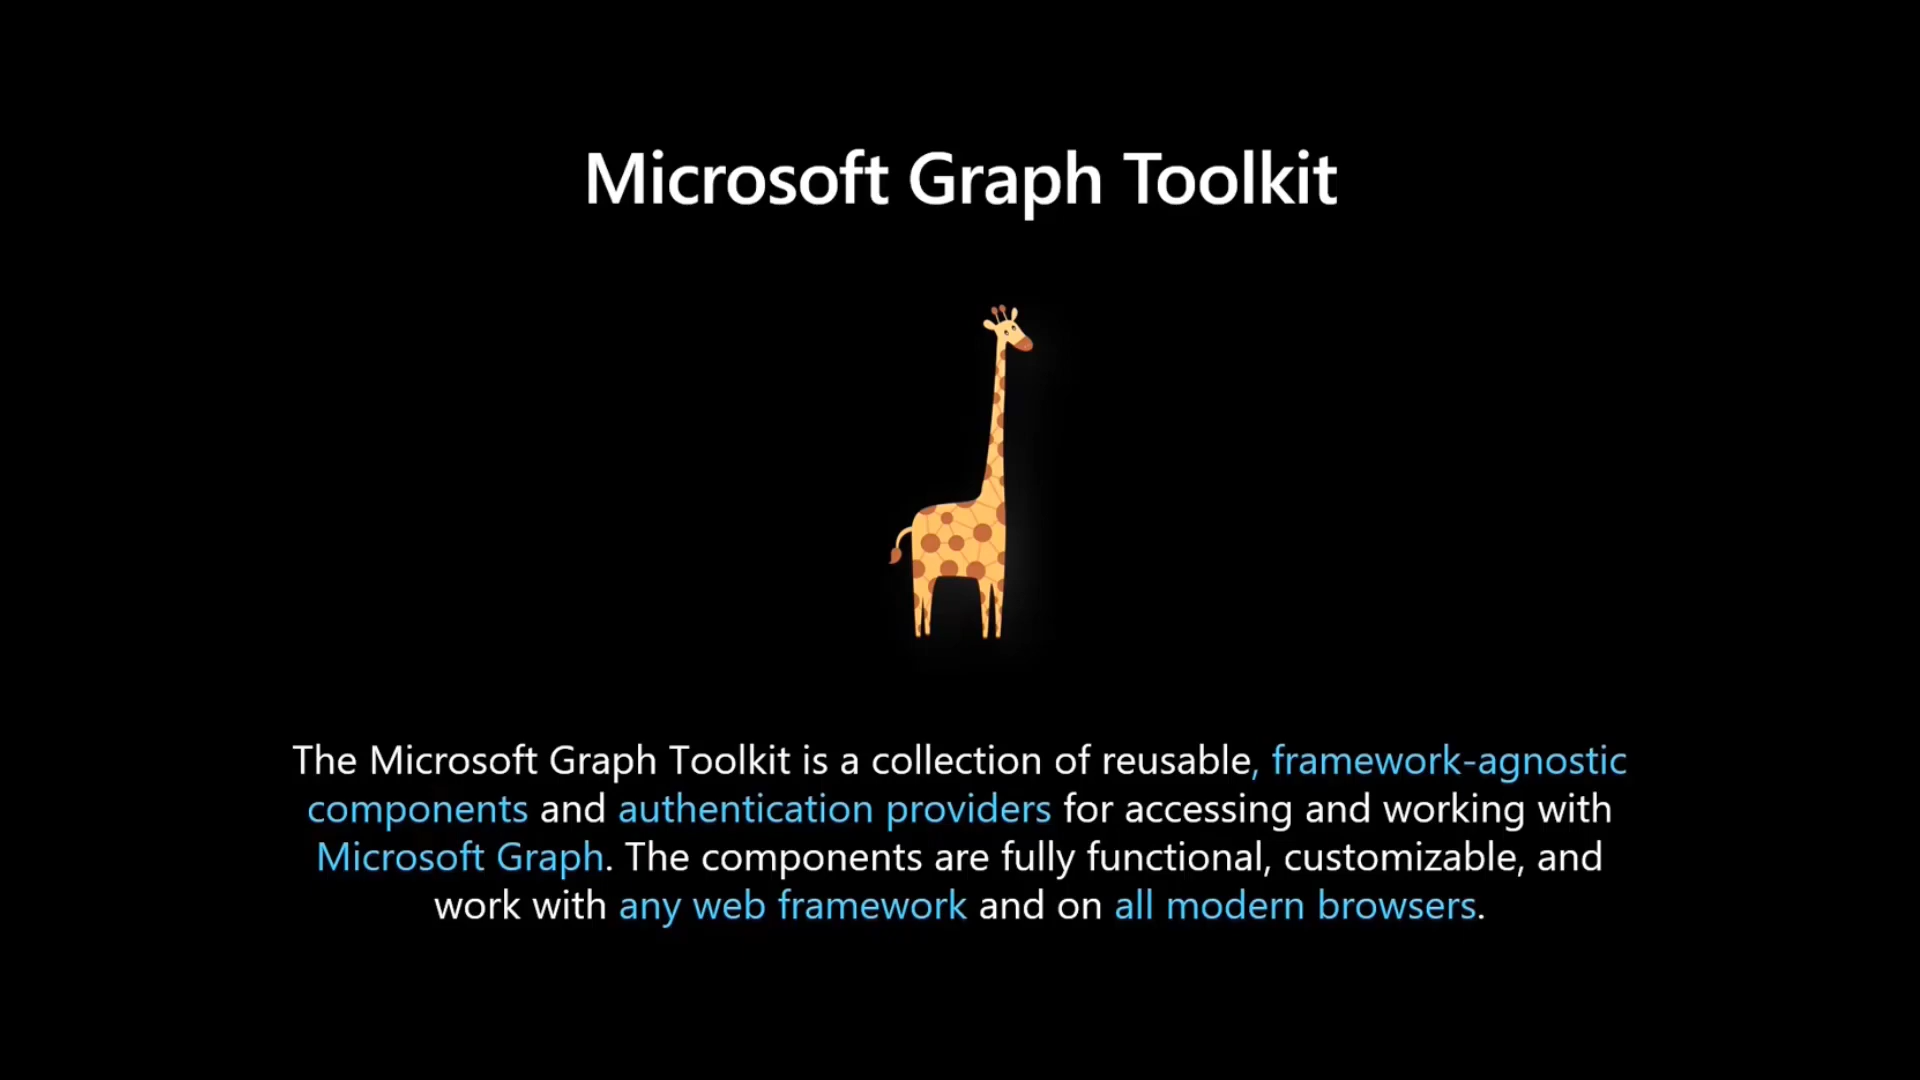 Microsoft Graph Toolkit
The Microsoft Graph Toolkit is a collection of reusable, framework-agnostic
components and authentication providers for accessing and working with
Microsoft Graph. The components are fully functional, customizable, and
work with any web framework and on all modern browsers.